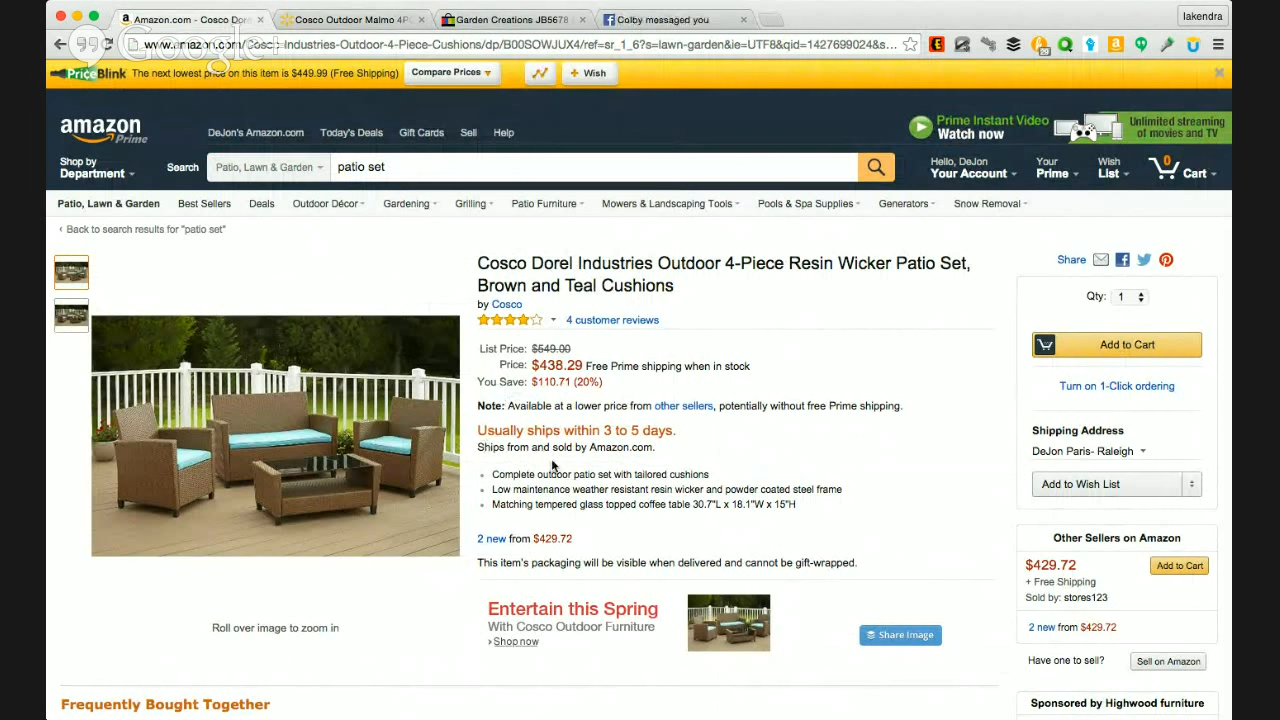 Amazon.com - Cosco Dore
Cosco Outdoor Malmo 4PC
Garden Creations JB5678
Colby messaged you
lakendra
Google+
www.amazon.com/Cosco-Industries-Outdoor-4-Piece-Cushions/dp/B00SOWJUX4/ref=sr_1_6?s=lawn-garden&ie=UTF8&qid=1427699024&s...
PriceBlink The next lowest price on this item is $449.99 (Free Shipping) Compare Prices + Wish
amazon Prime
DeJon's Amazon.com Today's Deals Gift Cards Sell Help
Prime Instant Video
Watch now
Unlimited streaming
of movies and TV
Shop by
Department
Search Patio, Lawn & Garden patio set
Hello, DeJon
Your Account
Your
Prime
Wish
List
0
Cart
Patio, Lawn & Garden Best Sellers Deals Outdoor Décor Gardening Grilling Patio Furniture Mowers & Landscaping Tools Pools & Spa Supplies Generators Snow Removal
‹ Back to search results for "patio set"
Cosco Dorel Industries Outdoor 4-Piece Resin Wicker Patio Set,
Brown and Teal Cushions
by Cosco
4 customer reviews
List Price: $549.00
Price: $438.29 Free Prime shipping when in stock
You Save: $110.71 (20%)
Note: Available at a lower price from other sellers, potentially without free Prime shipping.
Usually ships within 3 to 5 days.
Ships from and sold by Amazon.com.
Complete outdoor patio set with tailored cushions
Low maintenance weather resistant resin wicker and powder coated steel frame
Matching tempered glass topped coffee table 30.7"L x 18.1"W x 15"H
2 new from $429.72
This item's packaging will be visible when delivered and cannot be gift-wrapped.
Entertain this Spring
With Cosco Outdoor Furniture
› Shop now
Share Image
Roll over image to zoom in
Frequently Bought Together
Share
Qty: 1
Add to Cart
Turn on 1-Click ordering
Shipping Address
DeJon Paris- Raleigh
Add to Wish List
Other Sellers on Amazon
$429.72
Add to Cart
+ Free Shipping
Sold by: stores123
2 new from $429.72
Have one to sell? Sell on Amazon
Sponsored by Highwood furniture